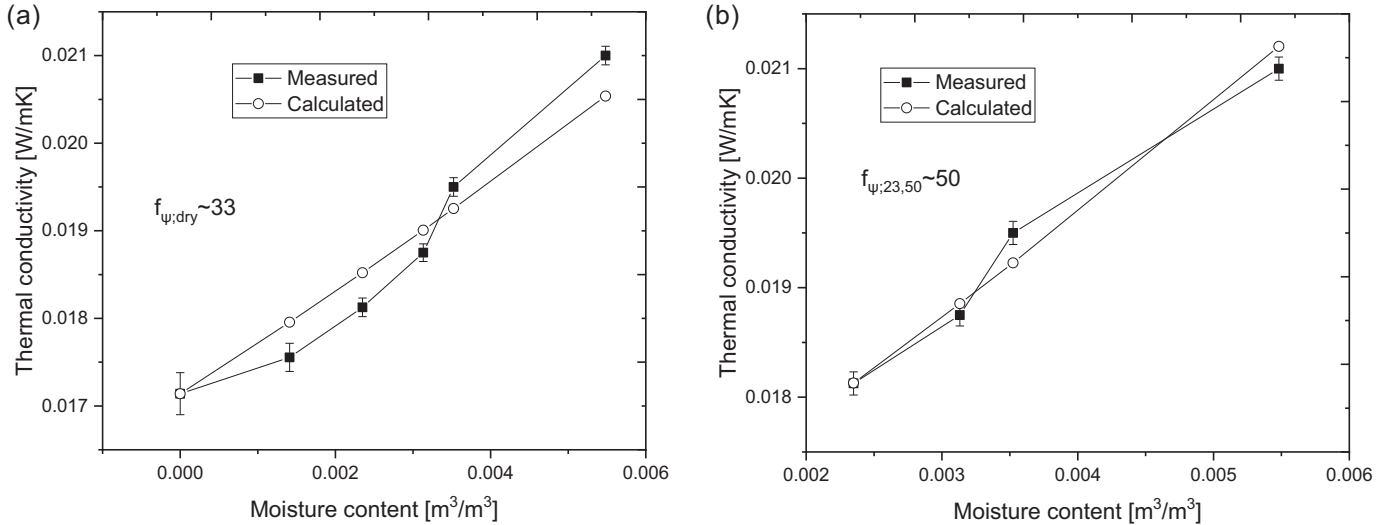 (a)
0.021
0.020
0.019
0.018
0.017
Thermal conductivity [W/mK]
Measured
Calculated
fψ;dry~33
0.000
0.002
0.004
0.006
Moisture content [m³/m³]
(b)
0.021
0.020
0.019
0.018
Thermal conductivity [W/mK]
Measured
Calculated
fψ;23,50~50
0.002
0.003
0.004
0.005
0.006
Moisture content [m³/m³]